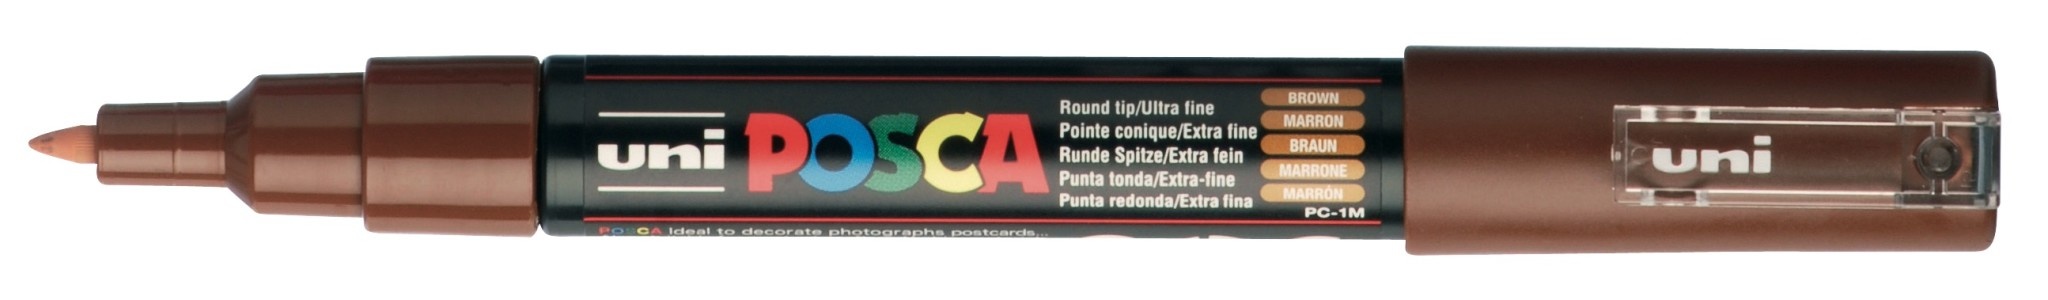 uni POSCA
Round tip/Ultra fine BROWN
Pointe conique/Extra fine MARRON
Runde Spitze/Extra fein BRAUN
Punta tonda/Extra-fine MARRONE
Punta redonda/Extra fina MARRÓN
PC-1M
POSCA Ideal to decorate photographs, postcards...
uni